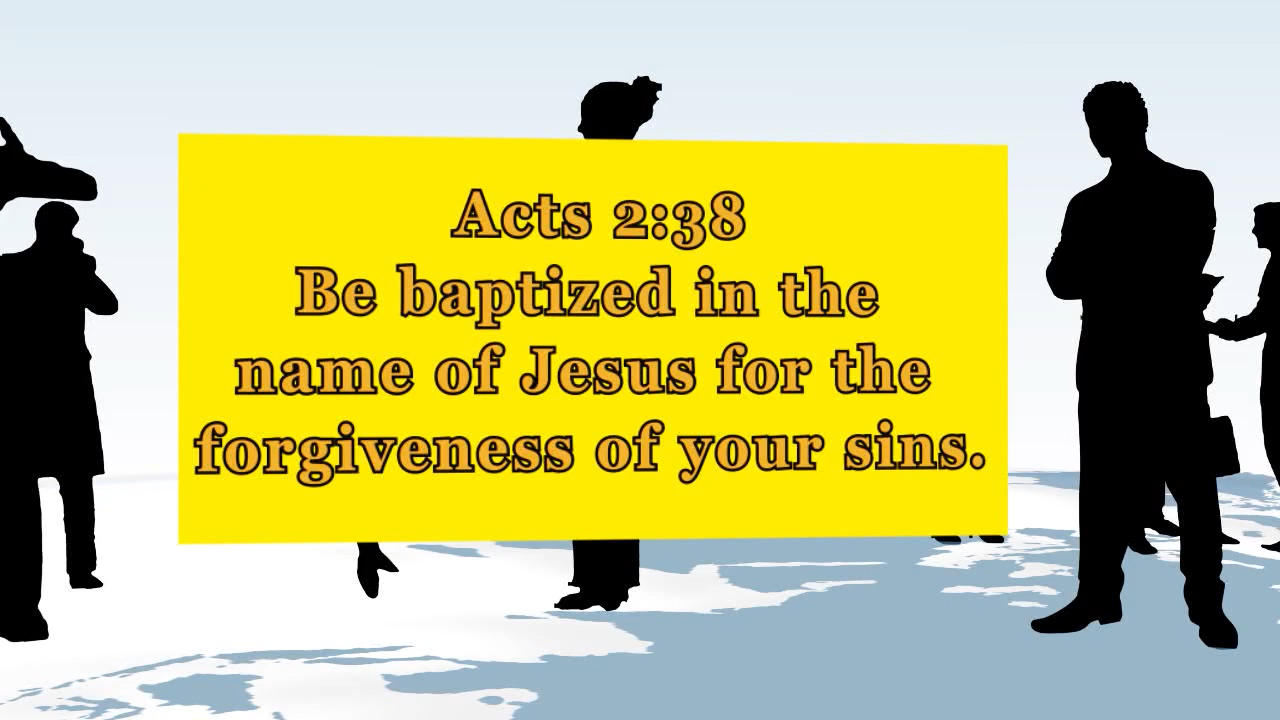 Acts 2:38
Be baptized in the
name of Jesus for the
forgiveness of your sins.